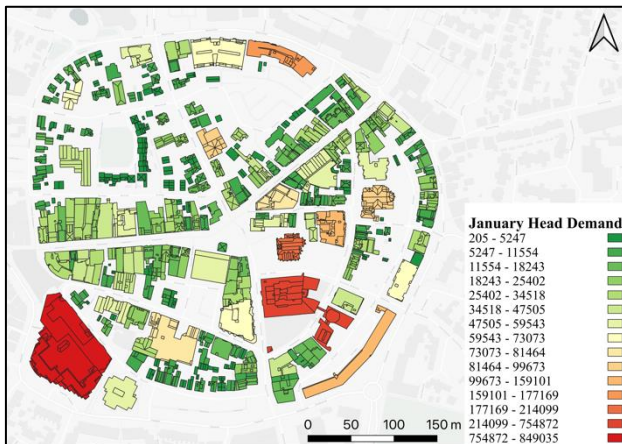 January Head Demand
205 - 5247
5247 - 11554
11554 - 18243
18243 - 25402
25402 - 34518
34518 - 47505
47505 - 59543
59543 - 73073
73073 - 81464
81464 - 99673
99673 - 159101
159101 - 177169
177169 - 214099
214099 - 754872
754872 - 849035
0 50 100 150 m